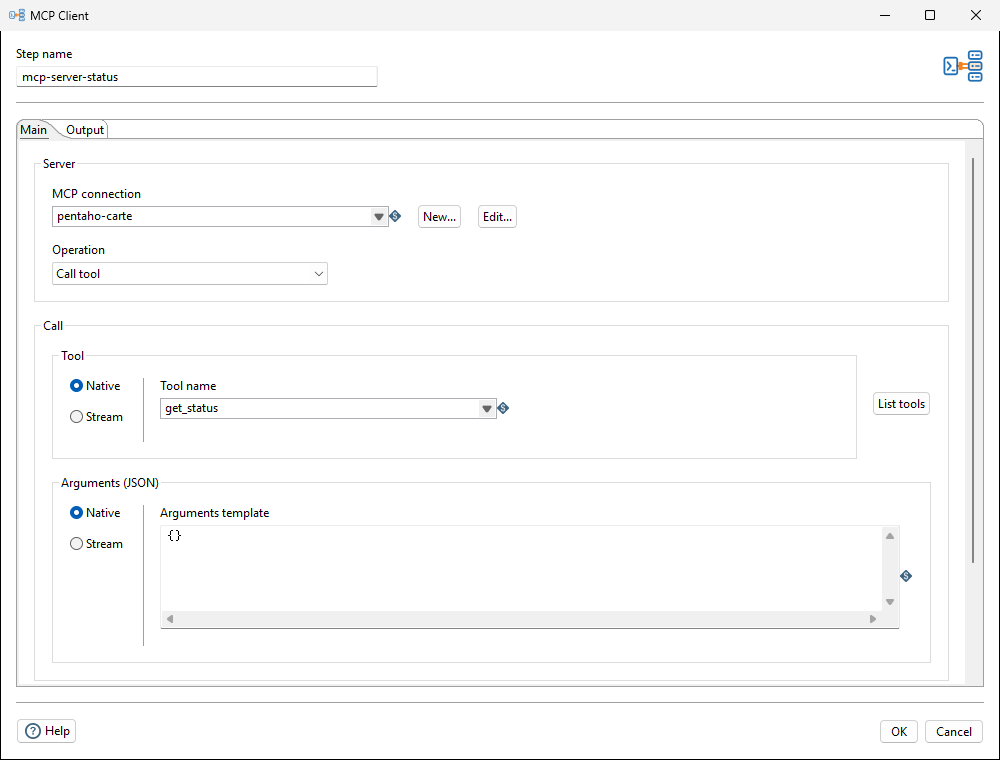 MCP Client
Step name
mcp-server-status
Main
Output
Server
MCP connection
pentaho-carte
New...
Edit...
Operation
Call tool
Call
Tool
Native
Stream
Tool name
get_status
List tools
Arguments (JSON)
Native
Stream
Arguments template
{}
Help
OK
Cancel